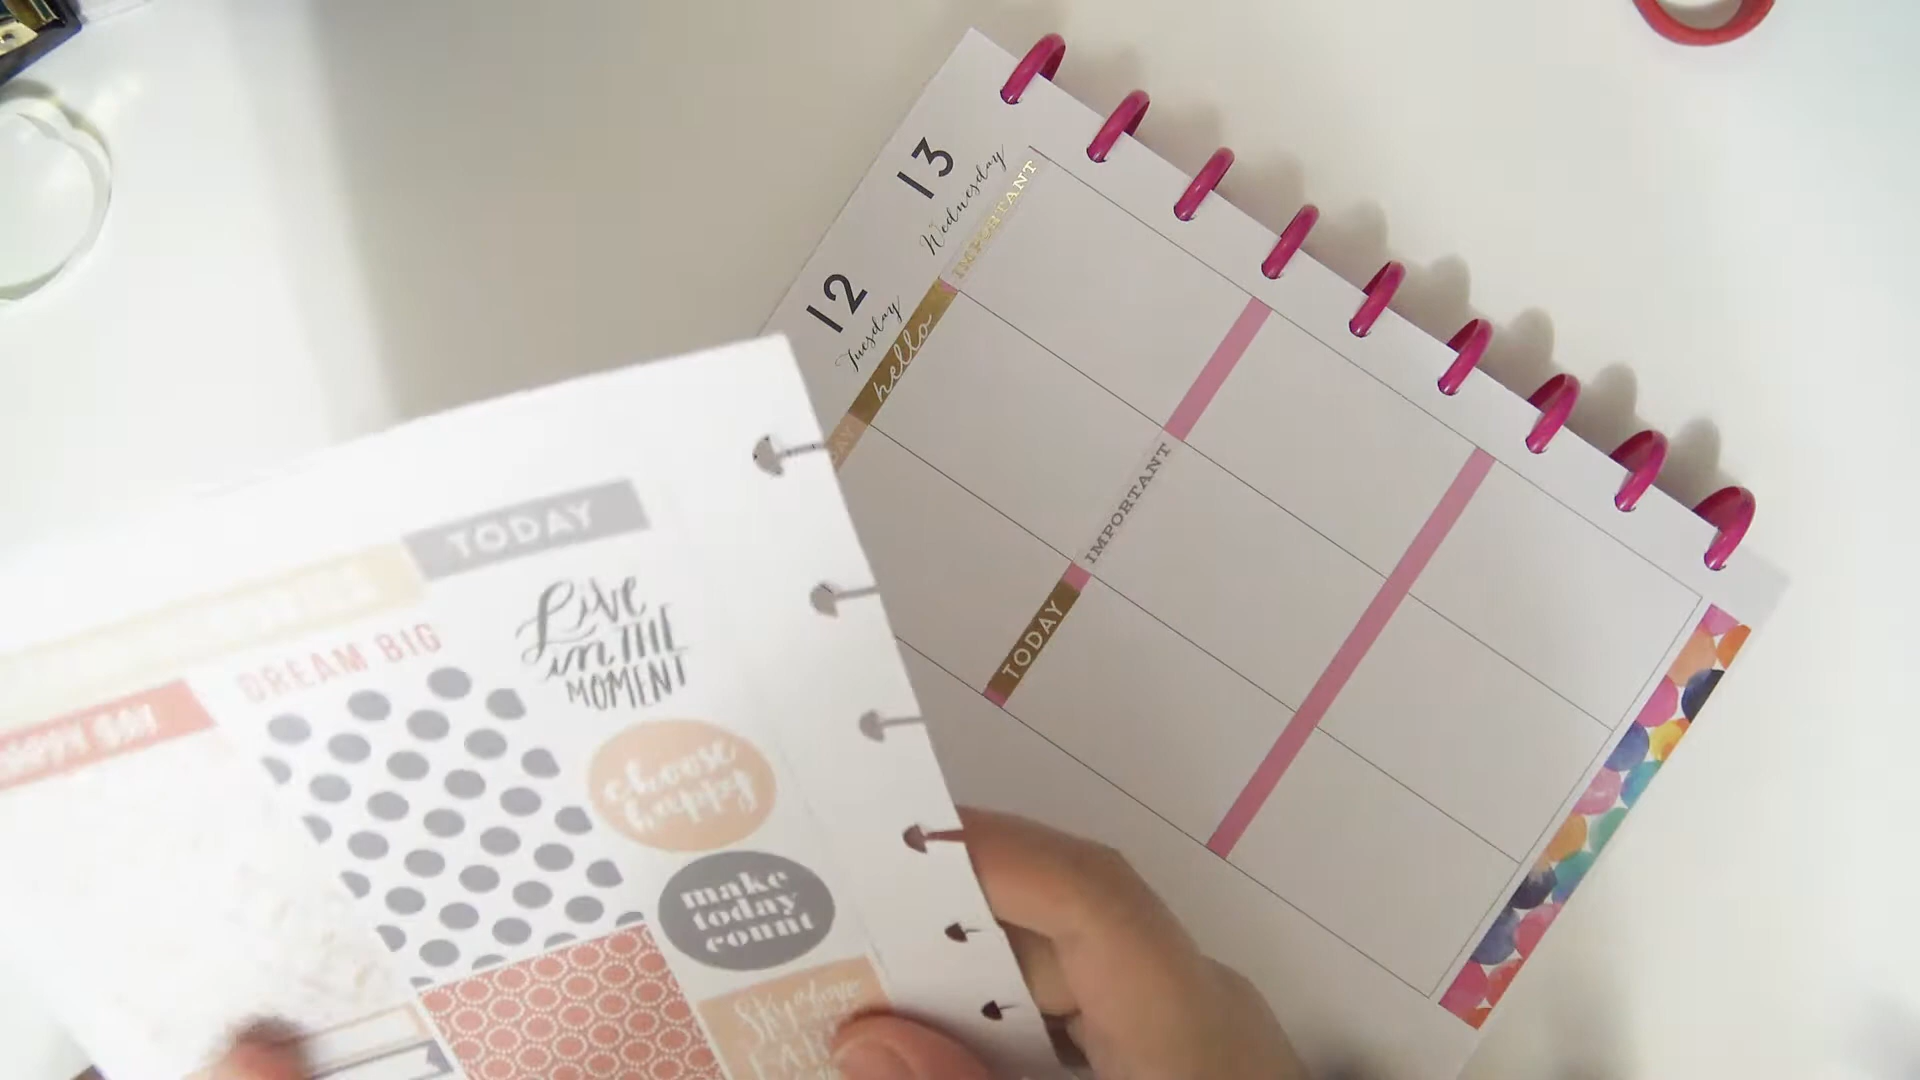 13
Wednesday
IMPORTANT
12
Tuesday
hello
IMPORTANT
TODAY
TODAY
DREAM BIG
Live
in THE
MOMENT
choose
happy
make
today
count